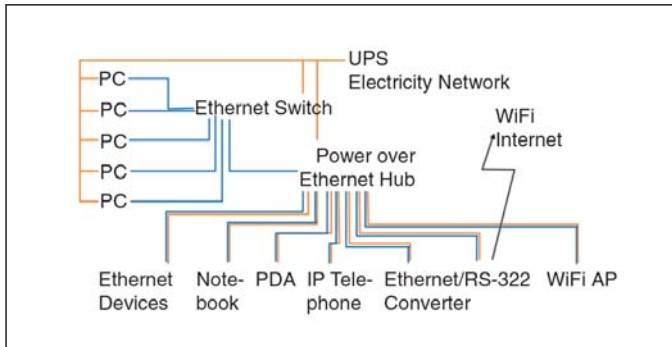 UPS
Electricity Network
PC
PC
PC
PC
PC
Ethernet Switch
WiFi
Internet
Power over
Ethernet Hub
Ethernet
Devices
Note-
book
PDA
IP Tele-
phone
Ethernet/RS-322
Converter
WiFi AP